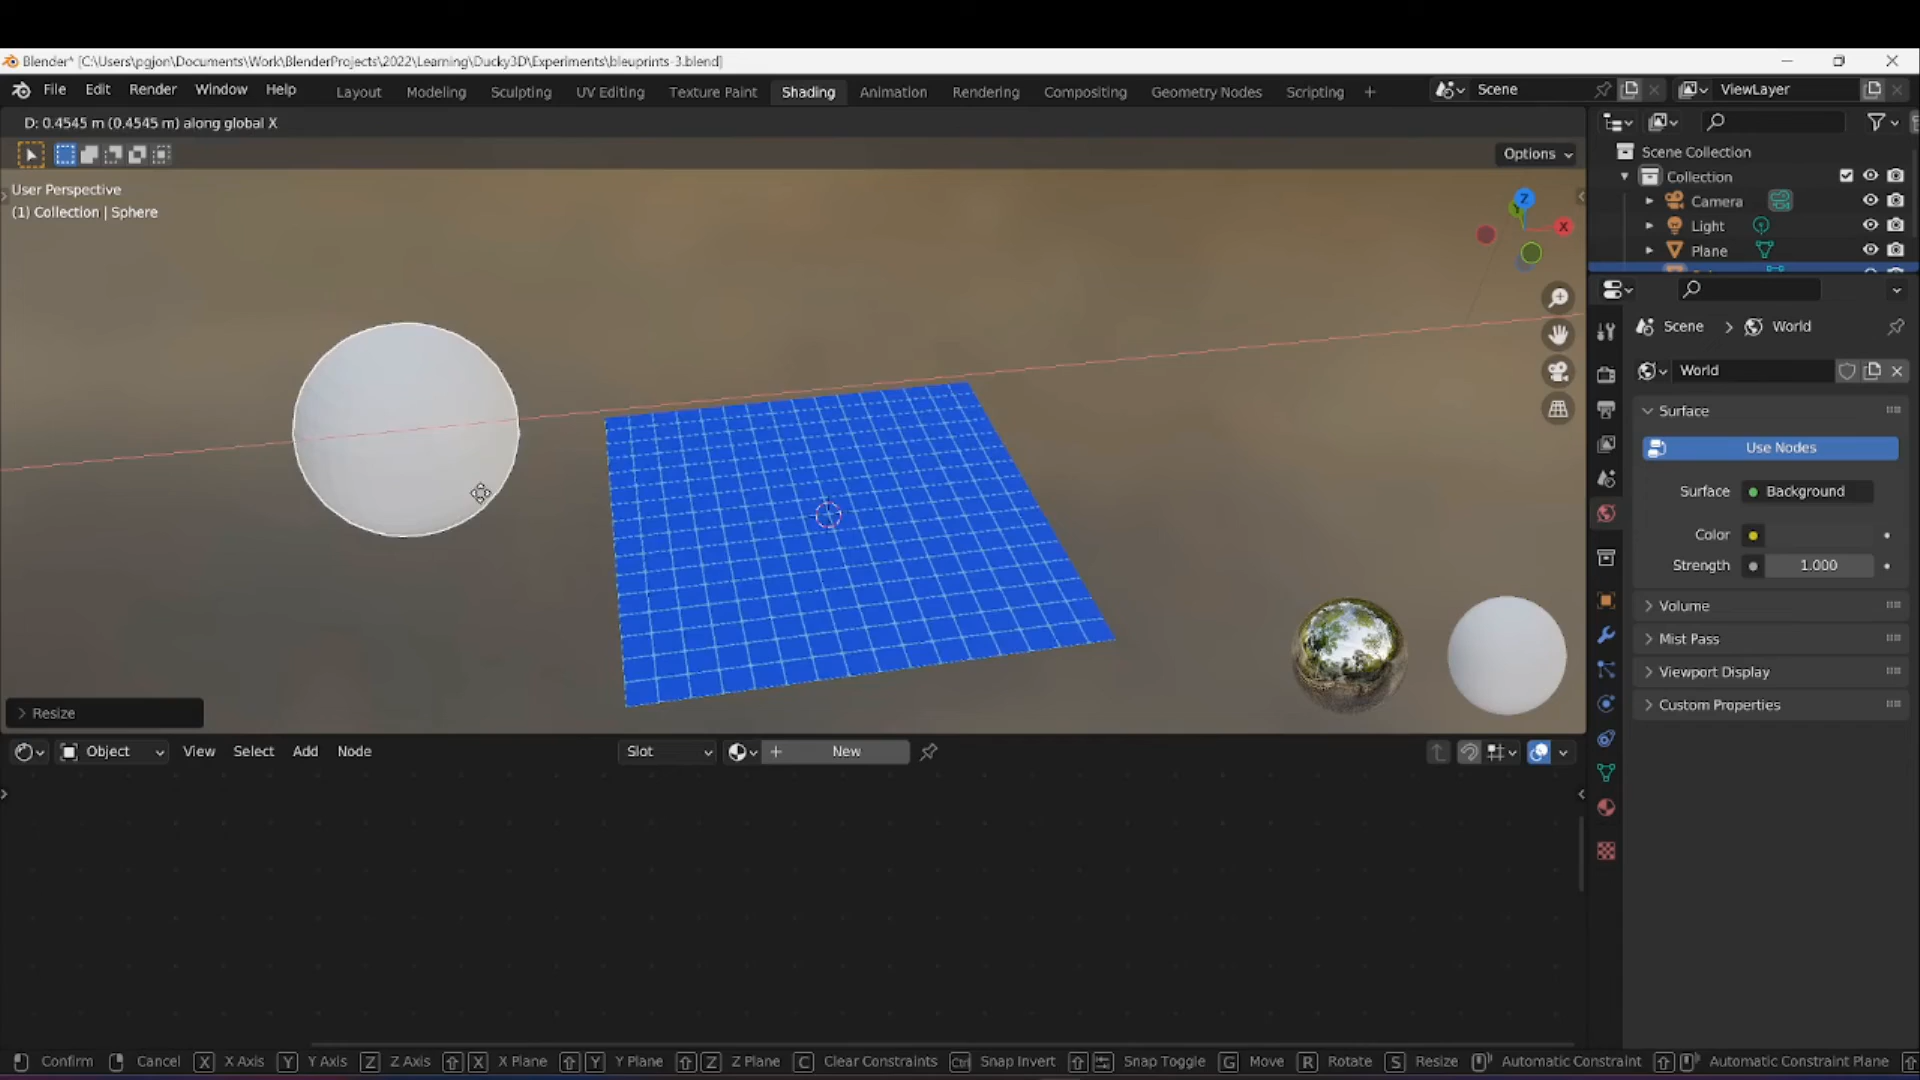 Blender* [C:\Users\pgjon\Documents\Work\BlenderProjects\2022\Learning\Ducky3D\Experiments\bleuprints-3.blend]
File Edit Render Window Help Layout Modeling Sculpting UV Editing Texture Paint Shading Animation Rendering Compositing Geometry Nodes Scripting + Scene ViewLayer
D: 0.4545 m (0.4545 m) along global X
Options
User Perspective
(1) Collection | Sphere
Z
Y
X
Scene Collection
Collection
Camera
Light
Plane
Scene > World
World
Surface
Use Nodes
Surface Background
Color
Strength 1.000
Volume
Mist Pass
Viewport Display
Custom Properties
> Resize
Object View Select Add Node Slot + New
Confirm Cancel X X Axis Y Y Axis Z Z Axis X X Plane Y Y Plane Z Z Plane C Clear Constraints Ctrl Snap Invert Snap Toggle G Move R Rotate S Resize Automatic Constraint Automatic Constraint Plane